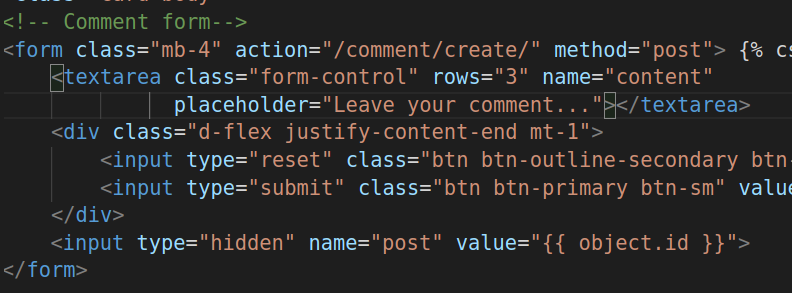 <!-- Comment form-->
<form class="mb-4" action="/comment/create/" method="post"> {% cs
<textarea class="form-control" rows="3" name="content"
placeholder="Leave your comment..."></textarea>
<div class="d-flex justify-content-end mt-1">
<input type="reset" class="btn btn-outline-secondary btn-
<input type="submit" class="btn btn-primary btn-sm" value
</div>
<input type="hidden" name="post" value="{{ object.id }}">
</form>